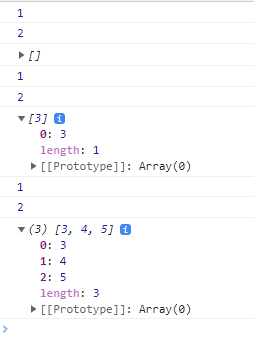 1
2
▶ []
1
2
▼ [3] i
0: 3
length: 1
▶ [[Prototype]]: Array(0)
1
2
▼ (3) [3, 4, 5] i
0: 3
1: 4
2: 5
length: 3
▶ [[Prototype]]: Array(0)
>